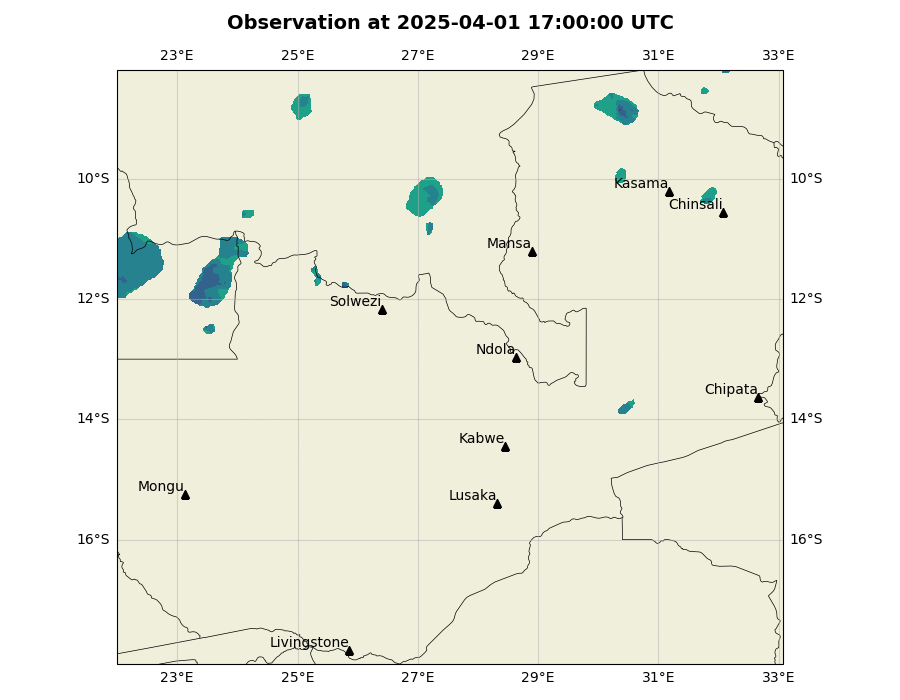 Observation at 2025-04-01 17:00:00 UTC
23°E 25°E 27°E 29°E 31°E 33°E
10°S 10°S
Kasama
Chinsali
Mansa
12°S 12°S
Solwezi
Ndola
Chipata
14°S 14°S
Kabwe
Mongu
Lusaka
16°S 16°S
Livingstone
23°E 25°E 27°E 29°E 31°E 33°E